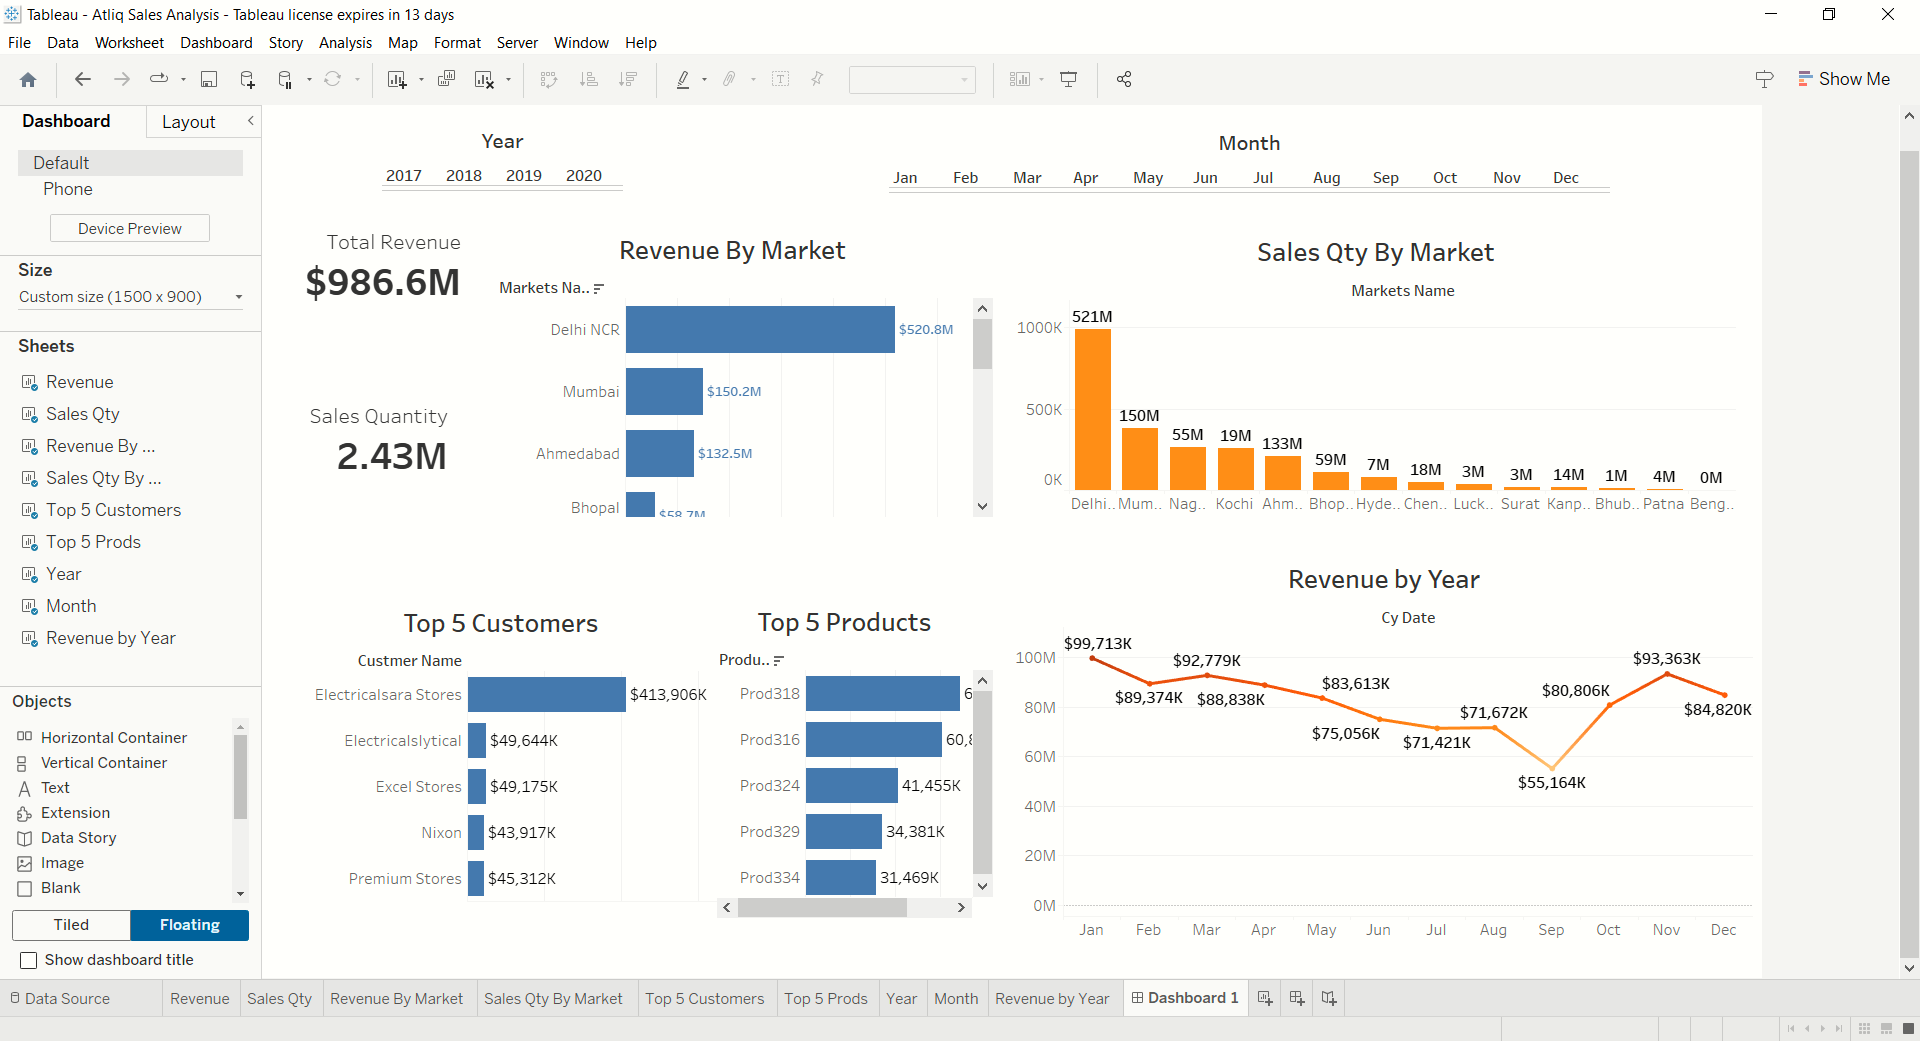 Tableau - Atliq Sales Analysis - Tableau license expires in 13 days
File Data Worksheet Dashboard Story Analysis Map Format Server Window Help
Show Me
Dashboard Layout
Default
Phone
Device Preview
Size
Custom size (1500 x 900)
Sheets
Revenue
Sales Qty
Revenue By ...
Sales Qty By ...
Top 5 Customers
Top 5 Prods
Year
Month
Revenue by Year
Objects
Horizontal Container
Vertical Container
Text
Extension
Data Story
Image
Blank
Tiled Floating
Show dashboard title
Year
2017 2018 2019 2020
Month
Jan Feb Mar Apr May Jun Jul Aug Sep Oct Nov Dec
Total Revenue
$986.6M
Sales Quantity
2.43M
Revenue By Market
Markets Na..
Delhi NCR $520.8M
Mumbai $150.2M
Ahmedabad $132.5M
Bhopal $58.7M
Sales Qty By Market
Markets Name
1000K
500K
0K
521M 150M 55M 19M 133M 59M 7M 18M 3M 3M 14M 1M 4M 0M
Delhi.. Mum.. Nag.. Kochi Ahm.. Bhop.. Hyde.. Chen.. Luck.. Surat Kanp.. Bhub.. Patna Beng..
Top 5 Customers
Custmer Name
Electricalsara Stores $413,906K
Electricalslytical $49,644K
Excel Stores $49,175K
Nixon $43,917K
Premium Stores $45,312K
Top 5 Products
Produ..
Prod318 6
Prod316 60,8
Prod324 41,455K
Prod329 34,381K
Prod334 31,469K
Revenue by Year
Cy Date
100M
80M
60M
40M
20M
0M
$99,713K $89,374K $92,779K $88,838K $83,613K $75,056K $71,421K $71,672K $55,164K $80,806K $93,363K $84,820K
Jan Feb Mar Apr May Jun Jul Aug Sep Oct Nov Dec
Data Source Revenue Sales Qty Revenue By Market Sales Qty By Market Top 5 Customers Top 5 Prods Year Month Revenue by Year Dashboard 1